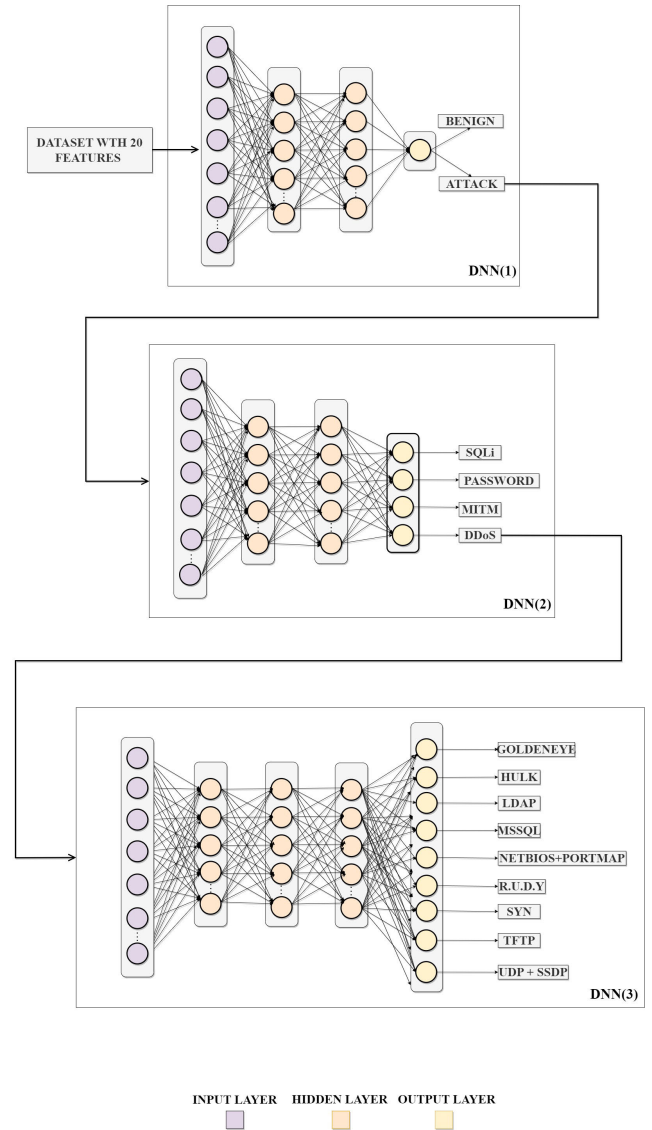 DATASET WTH 20
FEATURES
BENIGN
ATTACK
DNN(1)
SQLi
PASSWORD
MITM
DDoS
DNN(2)
GOLDENEYE
HULK
LDAP
MSSQL
NETBIOS+PORTMAP
R.U.D.Y
SYN
TFTP
UDP + SSDP
DNN(3)
INPUT LAYER HIDDEN LAYER OUTPUT LAYER